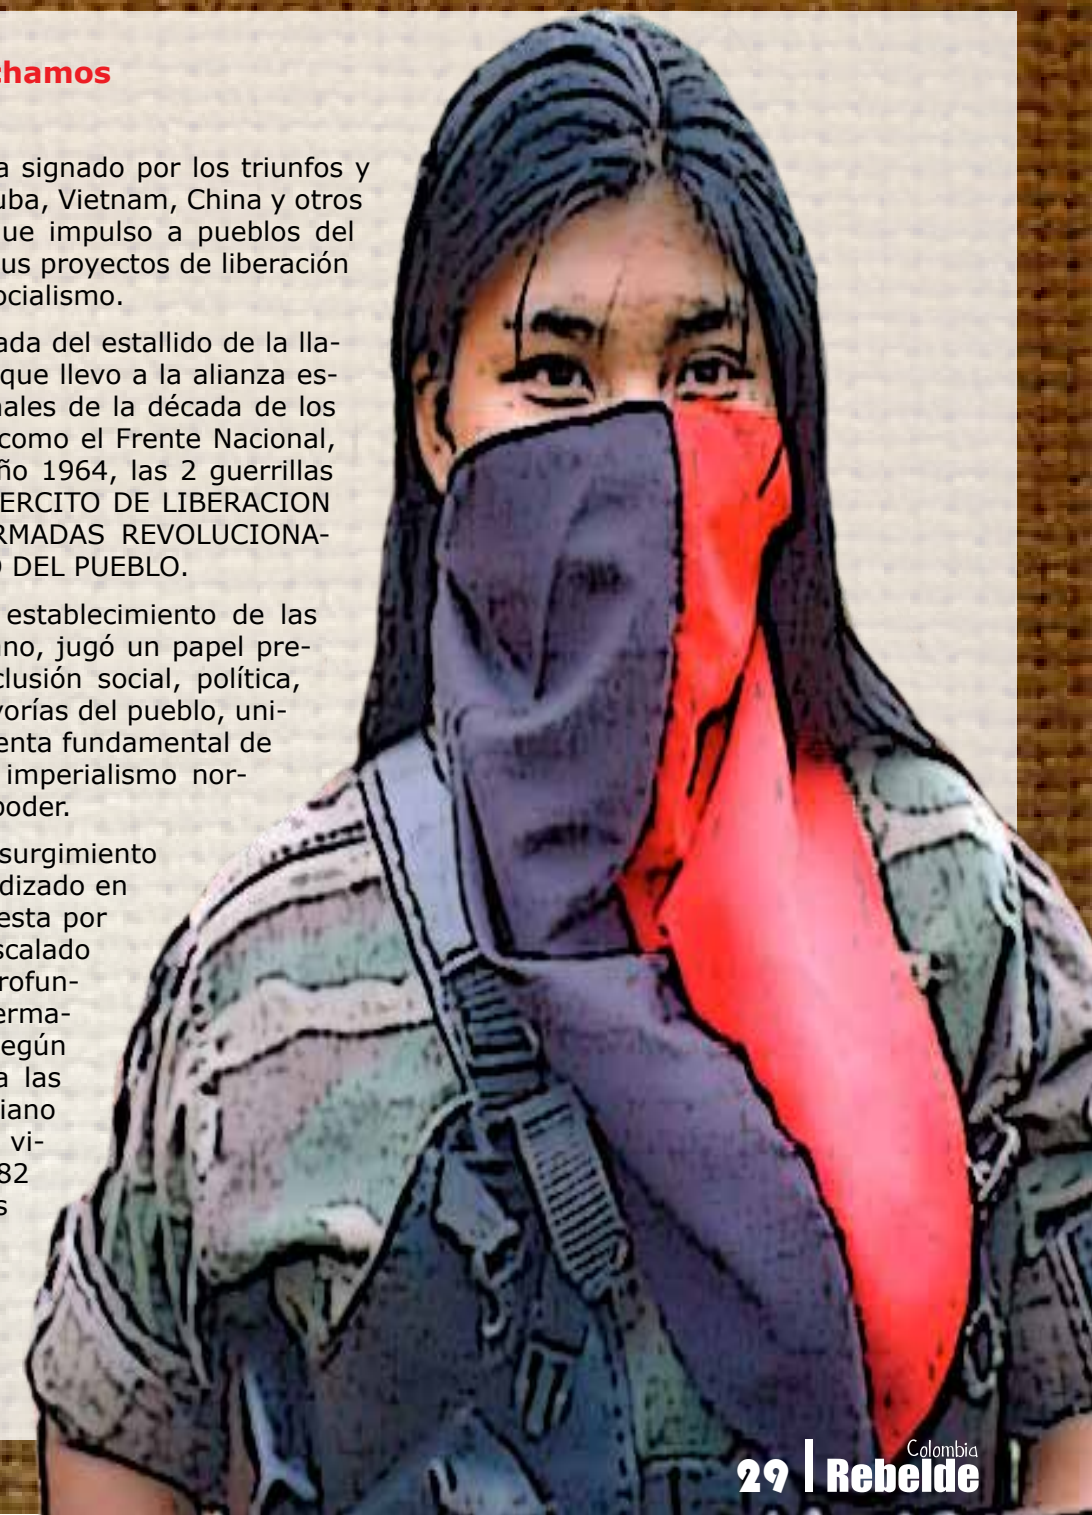 chamos
a signado por los triunfos y
uba, Vietnam, China y otros
ue impulso a pueblos del
us proyectos de liberación
ocialismo.
ada del estallido de la lla-
que llevo a la alianza es-
ales de la década de los
como el Frente Nacional,
ño 1964, las 2 guerrillas
ERCITO DE LIBERACION
RMADAS REVOLUCIONA-
O DEL PUEBLO.
establecimiento de las
no, jugó un papel pre-
clusión social, política,
yorías del pueblo, uni-
enta fundamental de
imperialismo nor-
poder.
surgimiento
dizado en
esta por
scalado
rofun-
erma-
egún
a las
iano
vi-
82
s
29 | Colombia
Rebelde